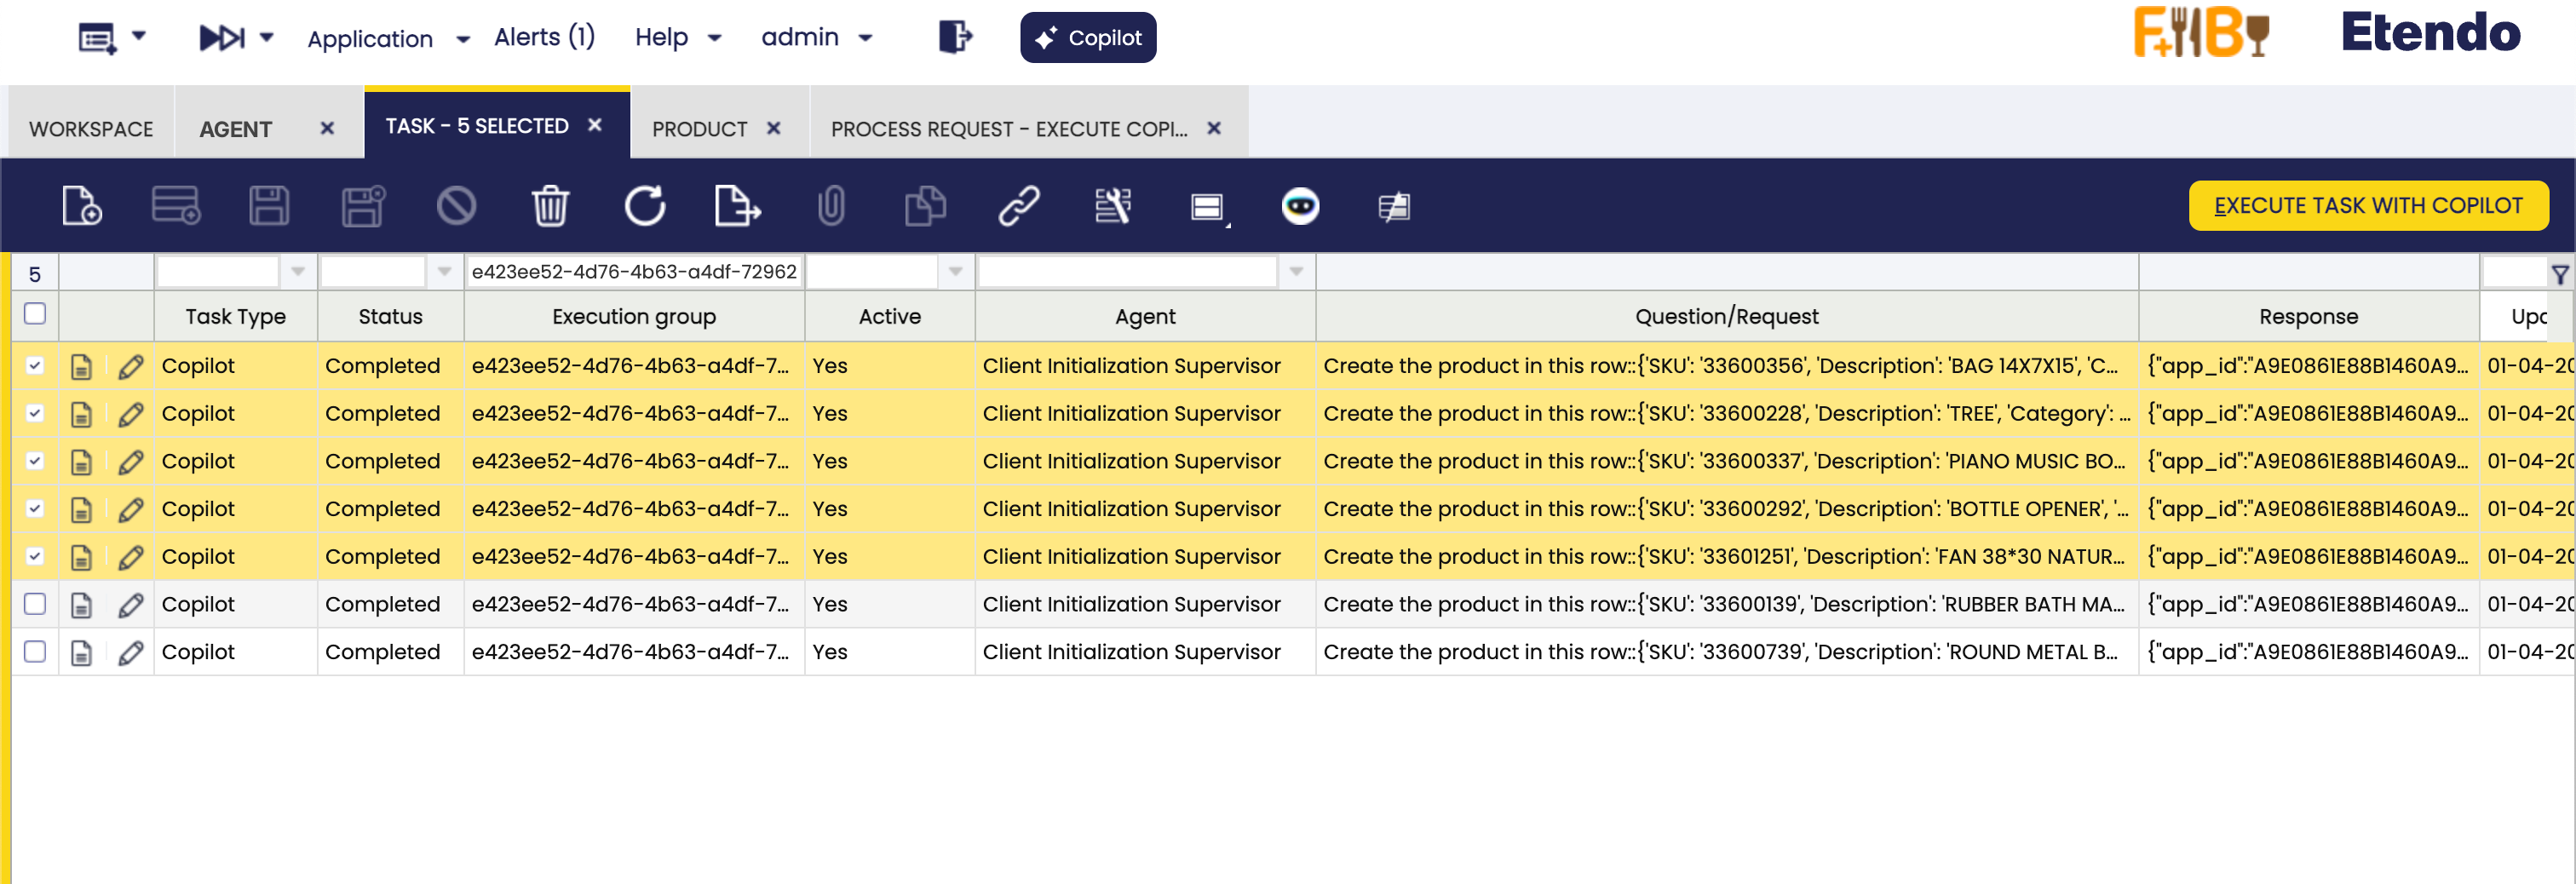 Application Alerts (1) Help admin Copilot F+B Etendo
WORKSPACE AGENT TASK - 5 SELECTED PRODUCT PROCESS REQUEST - EXECUTE COPI...
EXECUTE TASK WITH COPILOT
5 e423ee52-4d76-4b63-a4df-72962
Task Type Status Execution group Active Agent Question/Request Response Upd
Copilot Completed e423ee52-4d76-4b63-a4df-7... Yes Client Initialization Supervisor Create the product in this row::{'SKU': '33600356', 'Description': 'BAG 14X7X15', 'C... {"app_id":"A9E0861E88B1460A9... 01-04-20
Copilot Completed e423ee52-4d76-4b63-a4df-7... Yes Client Initialization Supervisor Create the product in this row::{'SKU': '33600228', 'Description': 'TREE', 'Category': ... {"app_id":"A9E0861E88B1460A9... 01-04-20
Copilot Completed e423ee52-4d76-4b63-a4df-7... Yes Client Initialization Supervisor Create the product in this row::{'SKU': '33600337', 'Description': 'PIANO MUSIC BO... {"app_id":"A9E0861E88B1460A9... 01-04-20
Copilot Completed e423ee52-4d76-4b63-a4df-7... Yes Client Initialization Supervisor Create the product in this row::{'SKU': '33600292', 'Description': 'BOTTLE OPENER', '... {"app_id":"A9E0861E88B1460A9... 01-04-20
Copilot Completed e423ee52-4d76-4b63-a4df-7... Yes Client Initialization Supervisor Create the product in this row::{'SKU': '33601251', 'Description': 'FAN 38*30 NATUR... {"app_id":"A9E0861E88B1460A9... 01-04-20
Copilot Completed e423ee52-4d76-4b63-a4df-7... Yes Client Initialization Supervisor Create the product in this row::{'SKU': '33600139', 'Description': 'RUBBER BATH MA... {"app_id":"A9E0861E88B1460A9... 01-04-20
Copilot Completed e423ee52-4d76-4b63-a4df-7... Yes Client Initialization Supervisor Create the product in this row::{'SKU': '33600739', 'Description': 'ROUND METAL B... {"app_id":"A9E0861E88B1460A9... 01-04-20